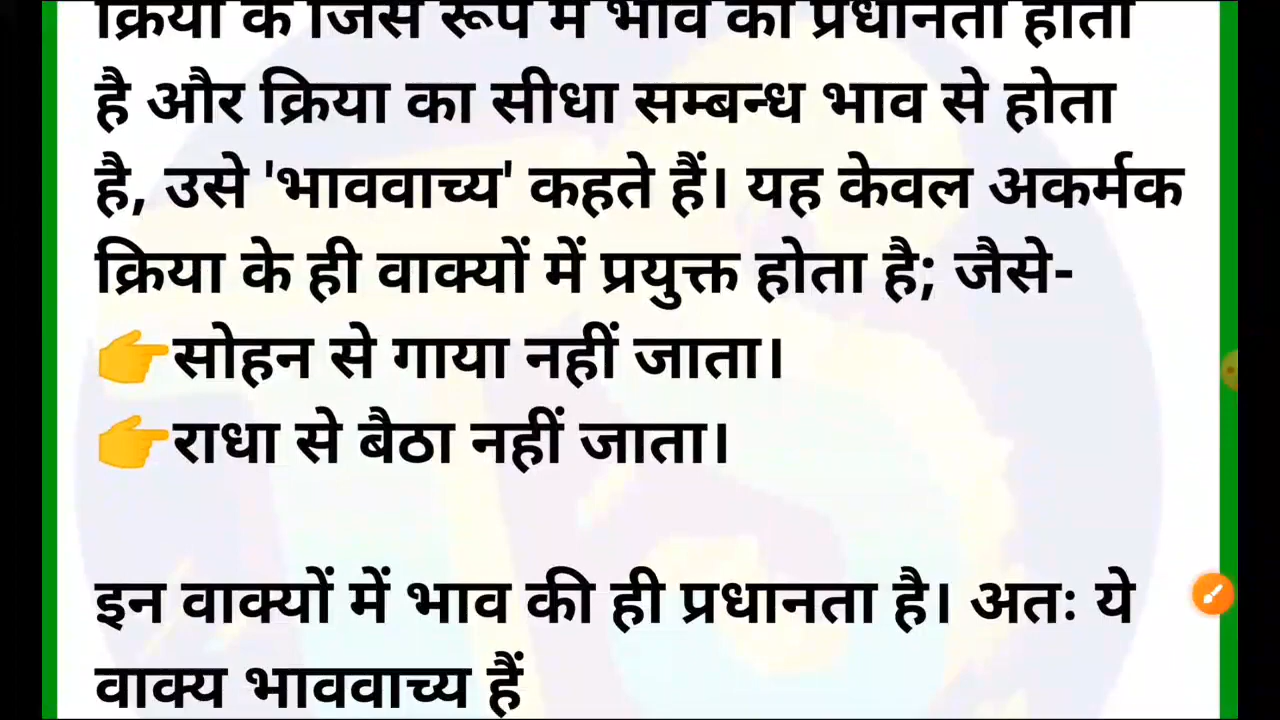 क्रिया के जिस रूप में भाव की प्रधानता होती
है और क्रिया का सीधा सम्बन्ध भाव से होता
है, उसे 'भाववाच्य' कहते हैं। यह केवल अकर्मक
क्रिया के ही वाक्यों में प्रयुक्त होता है; जैसे-
👉सोहन से गाया नहीं जाता।
👉राधा से बैठा नहीं जाता।
इन वाक्यों में भाव की ही प्रधानता है। अतः ये
वाक्य भाववाच्य हैं